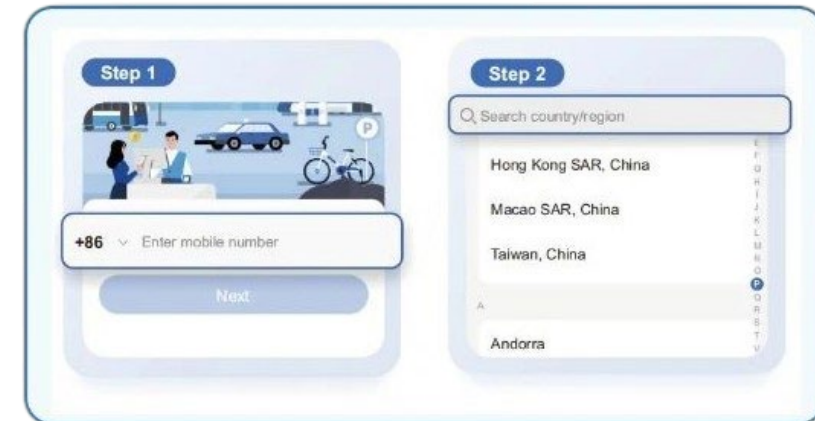 Step 1
P
+86
Enter mobile number
Next
Step 2
Search country/region
Hong Kong SAR, China
Macao SAR, China
Taiwan, China
A
Andorra
J
K
L
M
N
O
P
Q
R
S
T
V